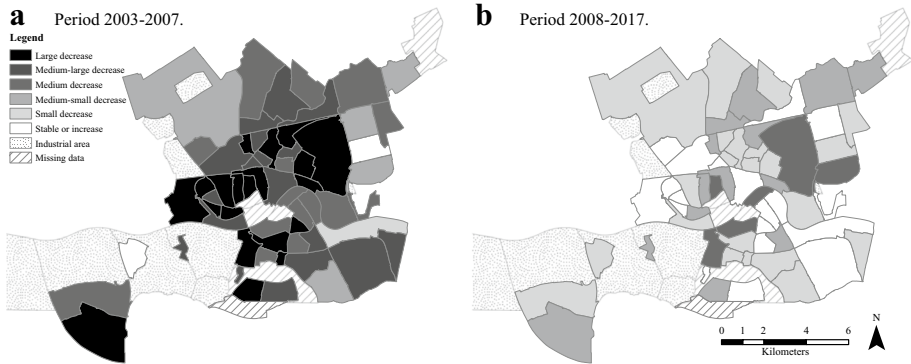 a Period 2003-2007.
Legend
Large decrease
Medium-large decrease
Medium decrease
Medium-small decrease
Small decrease
Stable or increase
Industrial area
Missing data
b Period 2008-2017.
N
0 1 2 4 6
Kilometers